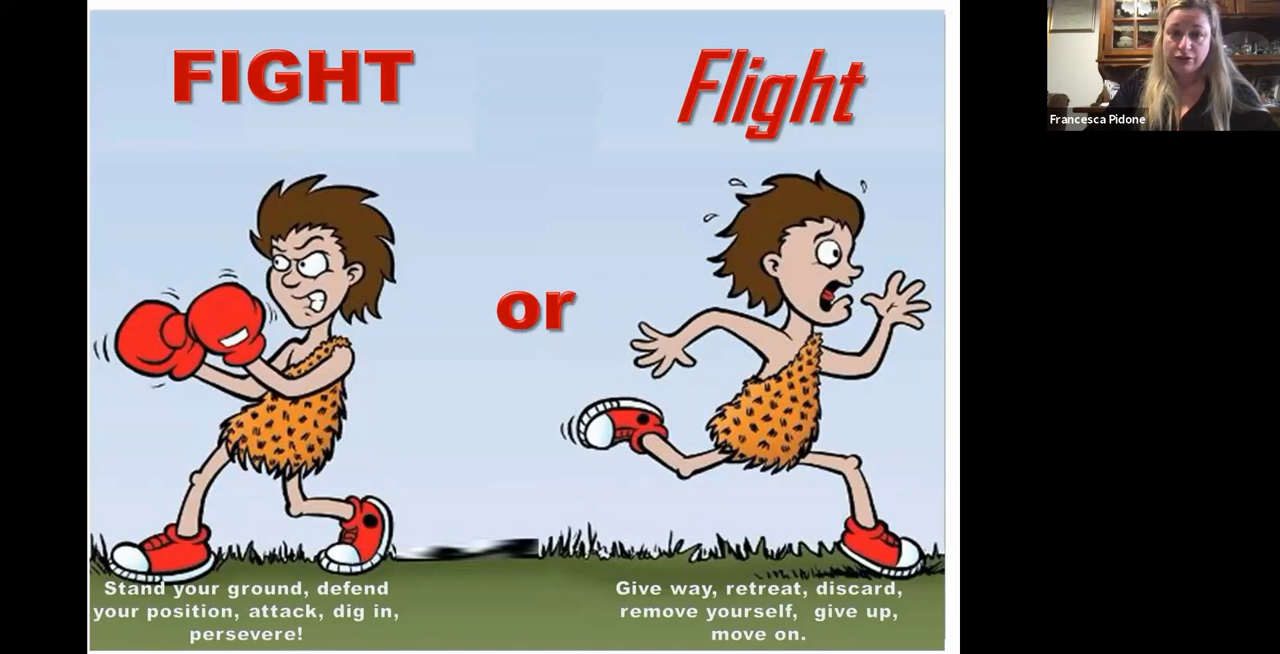 FIGHT
Flight
or
Stand your ground, defend
your position, attack, dig in,
persevere!
Give way, retreat, discard,
remove yourself, give up,
move on.
Francesca Pidone